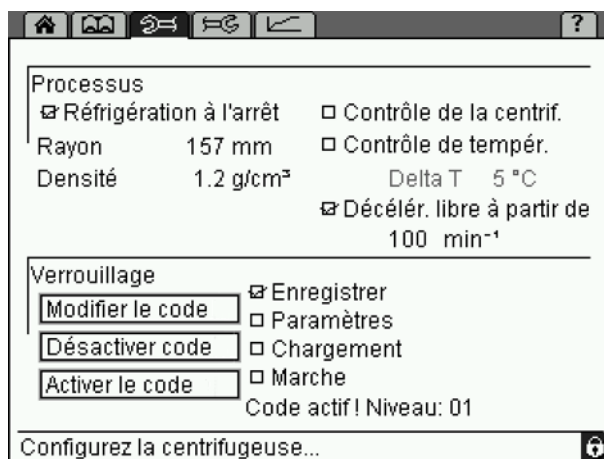 ?
Processus
Réfrigération à l'arrêt
Rayon 157 mm
Densité 1.2 g/cm³
Contrôle de la centrif.
Contrôle de tempér.
Delta T 5 °C
Décélér. libre à partir de
100 min⁻¹
Verrouillage
Modifier le code
Désactiver code
Activer le code
Enregistrer
Paramètres
Chargement
Marche
Code actif ! Niveau: 01
Configurez la centrifugeuse...